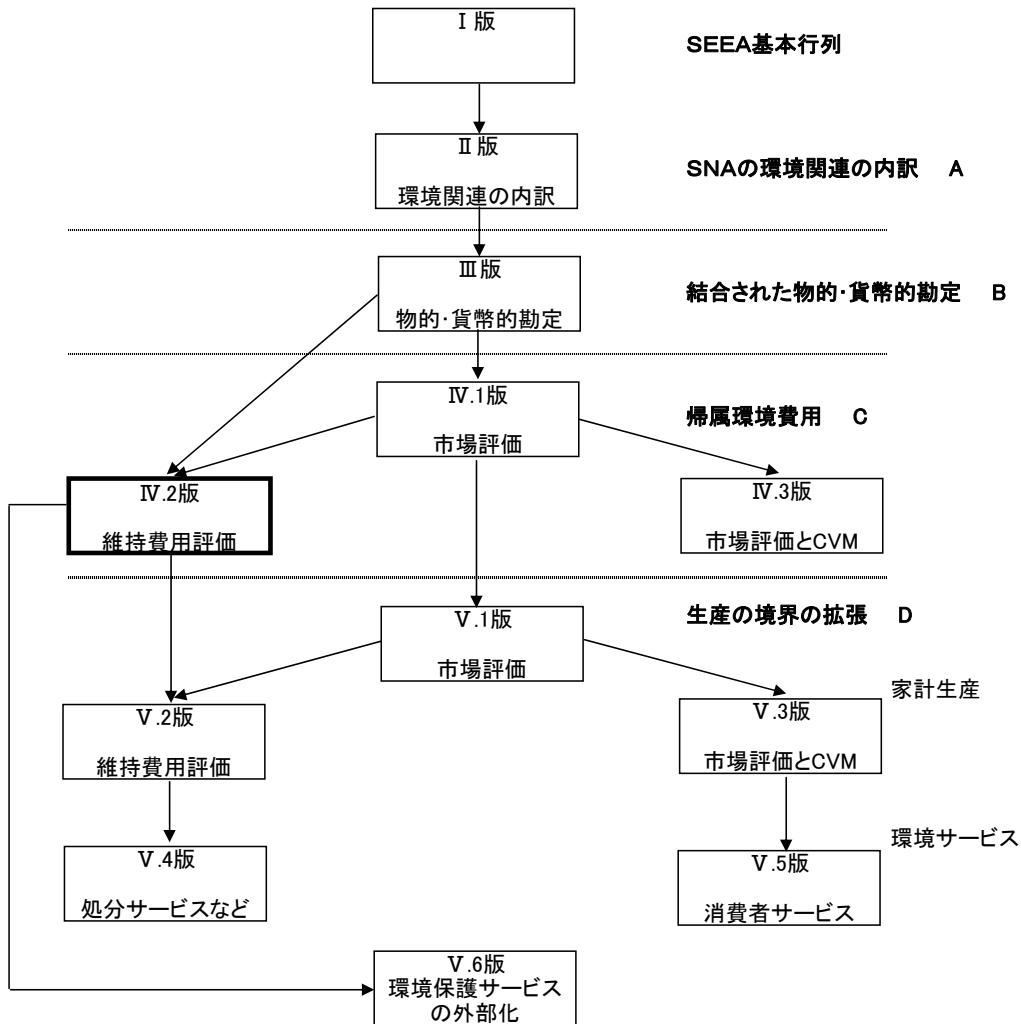 Ⅰ版
SEEA基本行列
Ⅱ版
環境関連の内訳
SNAの環境関連の内訳 A
Ⅲ版
物的・貨幣的勘定
結合された物的・貨幣的勘定 B
Ⅳ.1版
市場評価
帰属環境費用 C
Ⅳ.2版
維持費用評価
Ⅳ.3版
市場評価とCVM
Ⅴ.1版
市場評価
生産の境界の拡張 D
家計生産
Ⅴ.2版
維持費用評価
Ⅴ.3版
市場評価とCVM
環境サービス
Ⅴ.4版
処分サービスなど
Ⅴ.5版
消費者サービス
Ⅴ.6版
環境保護サービス
の外部化